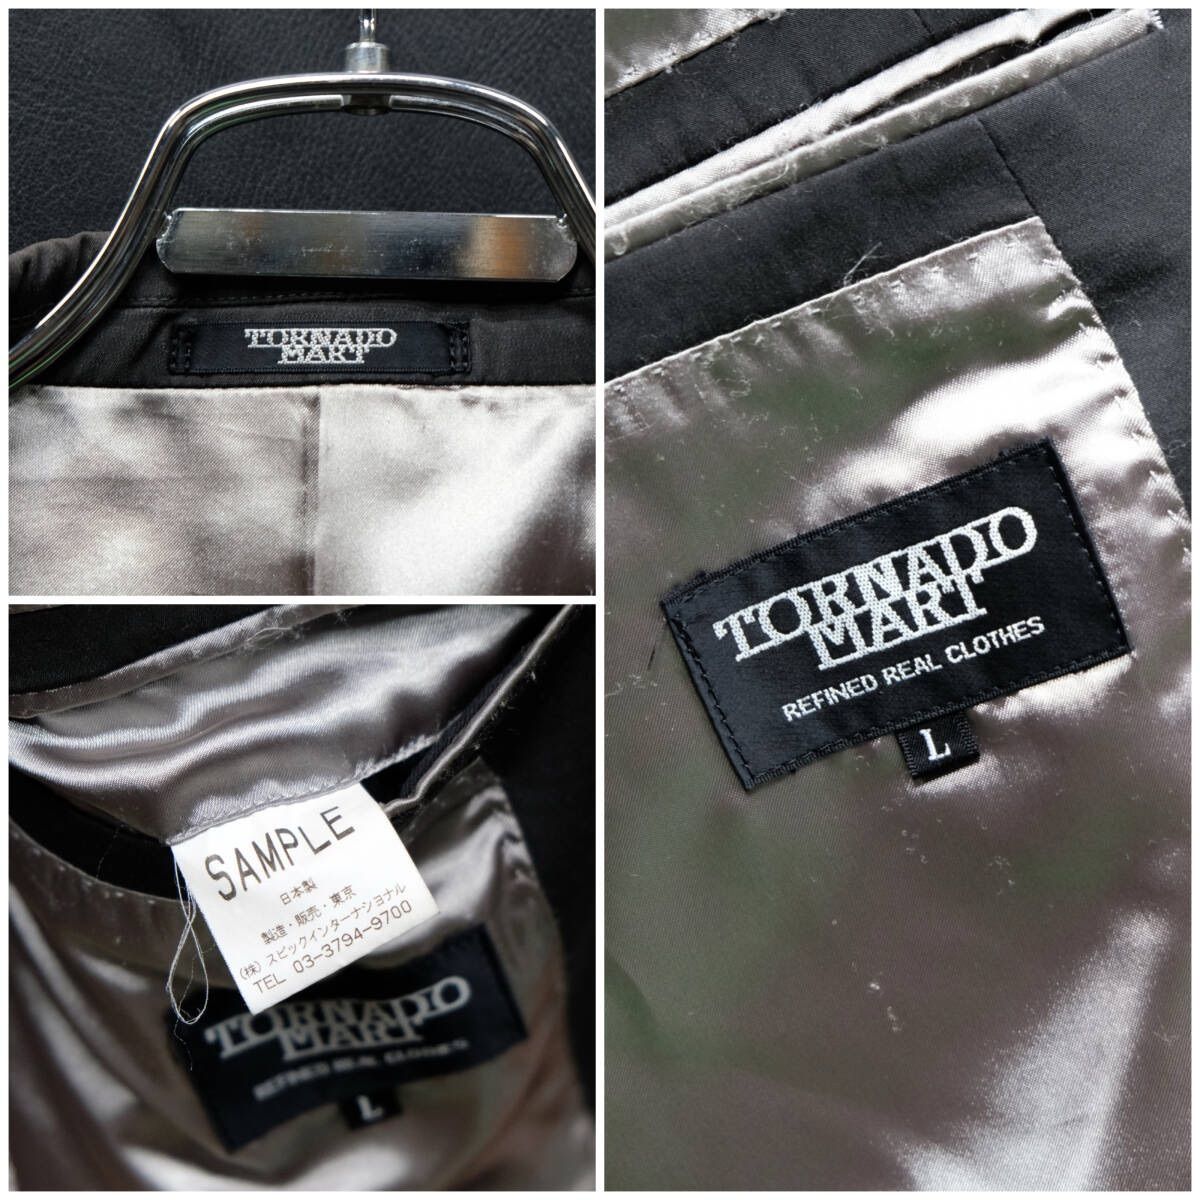 TORNADO
MART
SAMPLE
日本製
製造・販売・東京
(株)スピックインターナショナル
TEL 03-3794-9700
TORNADO
MART
REFINED REAL CLOTHES
L
TORNADO
MART
REFINED REAL CLOTHES
L